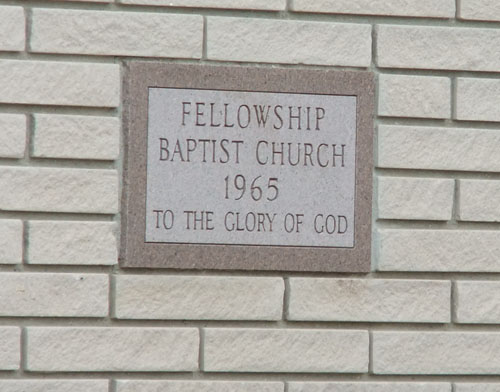 FELLOWSHIP
BAPTIST CHURCH
1965
TO THE GLORY OF GOD